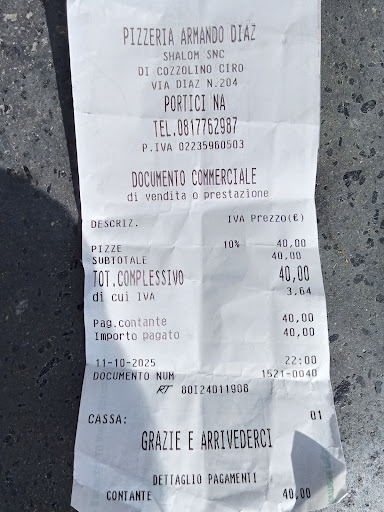 PIZZERIA ARMANDO DIAZ
SHALOM SNC
DI COZZOLINO CIRO
VIA DIAZ N.204
PORTICI NA
TEL.0817762987
P.IVA 02235960503
DOCUMENTO COMMERCIALE
di vendita o prestazione
DESCRIZ. IVA Prezzo(€)
PIZZE 10% 40,00
SUBTOTALE 40,00
TOT.COMPLESSIVO 40,00
di cui IVA 3,64
Pag.contante 40,00
Importo pagato 40,00
11-10-2025 22:00
DOCUMENTO NUM 1521-0040
RT 80I24011908
CASSA: 01
GRAZIE E ARRIVEDERCI
DETTAGLIO PAGAMENTI
CONTANTE 40,00